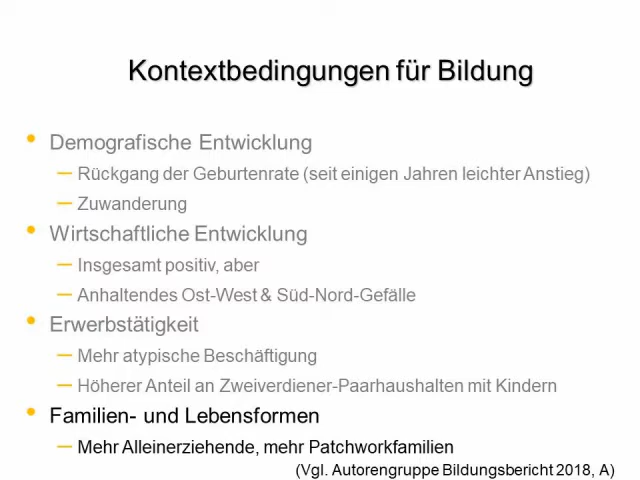 Kontextbedingungen für Bildung
• Demografische Entwicklung
– Rückgang der Geburtenrate (seit einigen Jahren leichter Anstieg)
– Zuwanderung
• Wirtschaftliche Entwicklung
– Insgesamt positiv, aber
– Anhaltendes Ost-West & Süd-Nord-Gefälle
• Erwerbstätigkeit
– Mehr atypische Beschäftigung
– Höherer Anteil an Zweiverdiener-Paarhaushalten mit Kindern
• Familien- und Lebensformen
– Mehr Alleinerziehende, mehr Patchworkfamilien
(Vgl. Autorengruppe Bildungsbericht 2018, A)